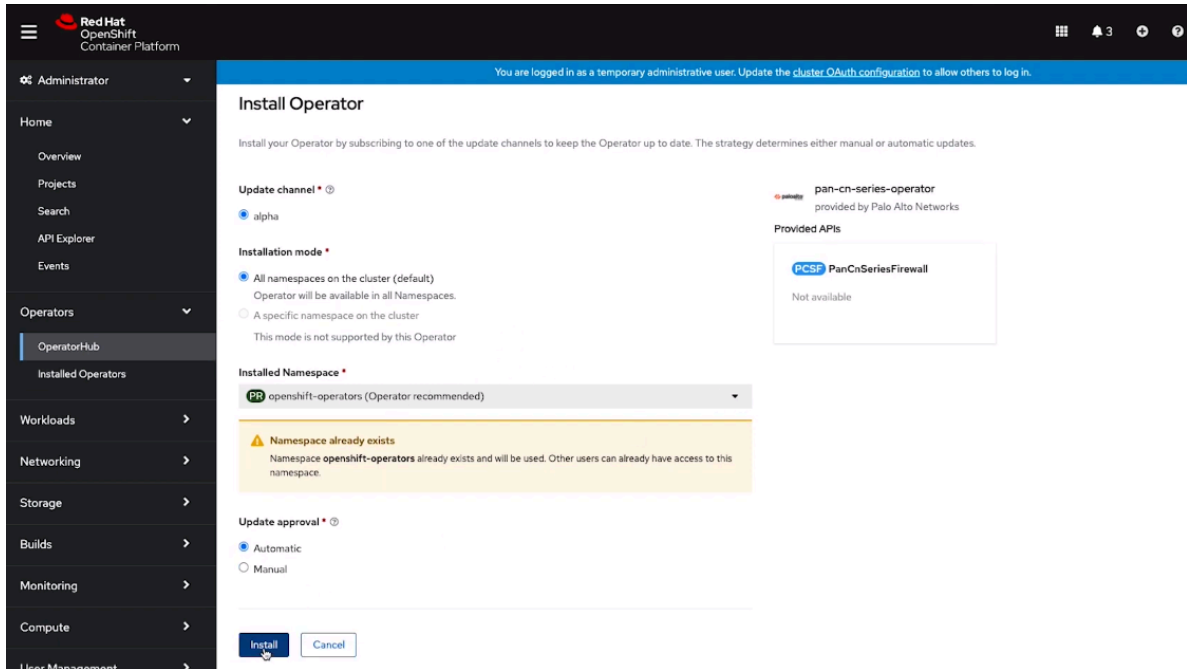 Red Hat
OpenShift
Container Platform
3
Administrator
You are logged in as a temporary administrative user. Update the cluster OAuth configuration to allow others to log in.
Home
Overview
Projects
Search
API Explorer
Events
Operators
OperatorHub
Installed Operators
Workloads
Networking
Storage
Builds
Monitoring
Compute
User Management
Install Operator
Install your Operator by subscribing to one of the update channels to keep the Operator up to date. The strategy determines either manual or automatic updates.
Update channel *
alpha
Installation mode *
All namespaces on the cluster (default)
Operator will be available in all Namespaces.
A specific namespace on the cluster
This mode is not supported by this Operator
Installed Namespace *
PR openshift-operators (Operator recommended)
Namespace already exists
Namespace openshift-operators already exists and will be used. Other users can already have access to this
namespace.
Update approval *
Automatic
Manual
Install
Cancel
paloalto
pan-cn-series-operator
provided by Palo Alto Networks
Provided APIs
PCSF PanCnSeriesFirewall
Not available